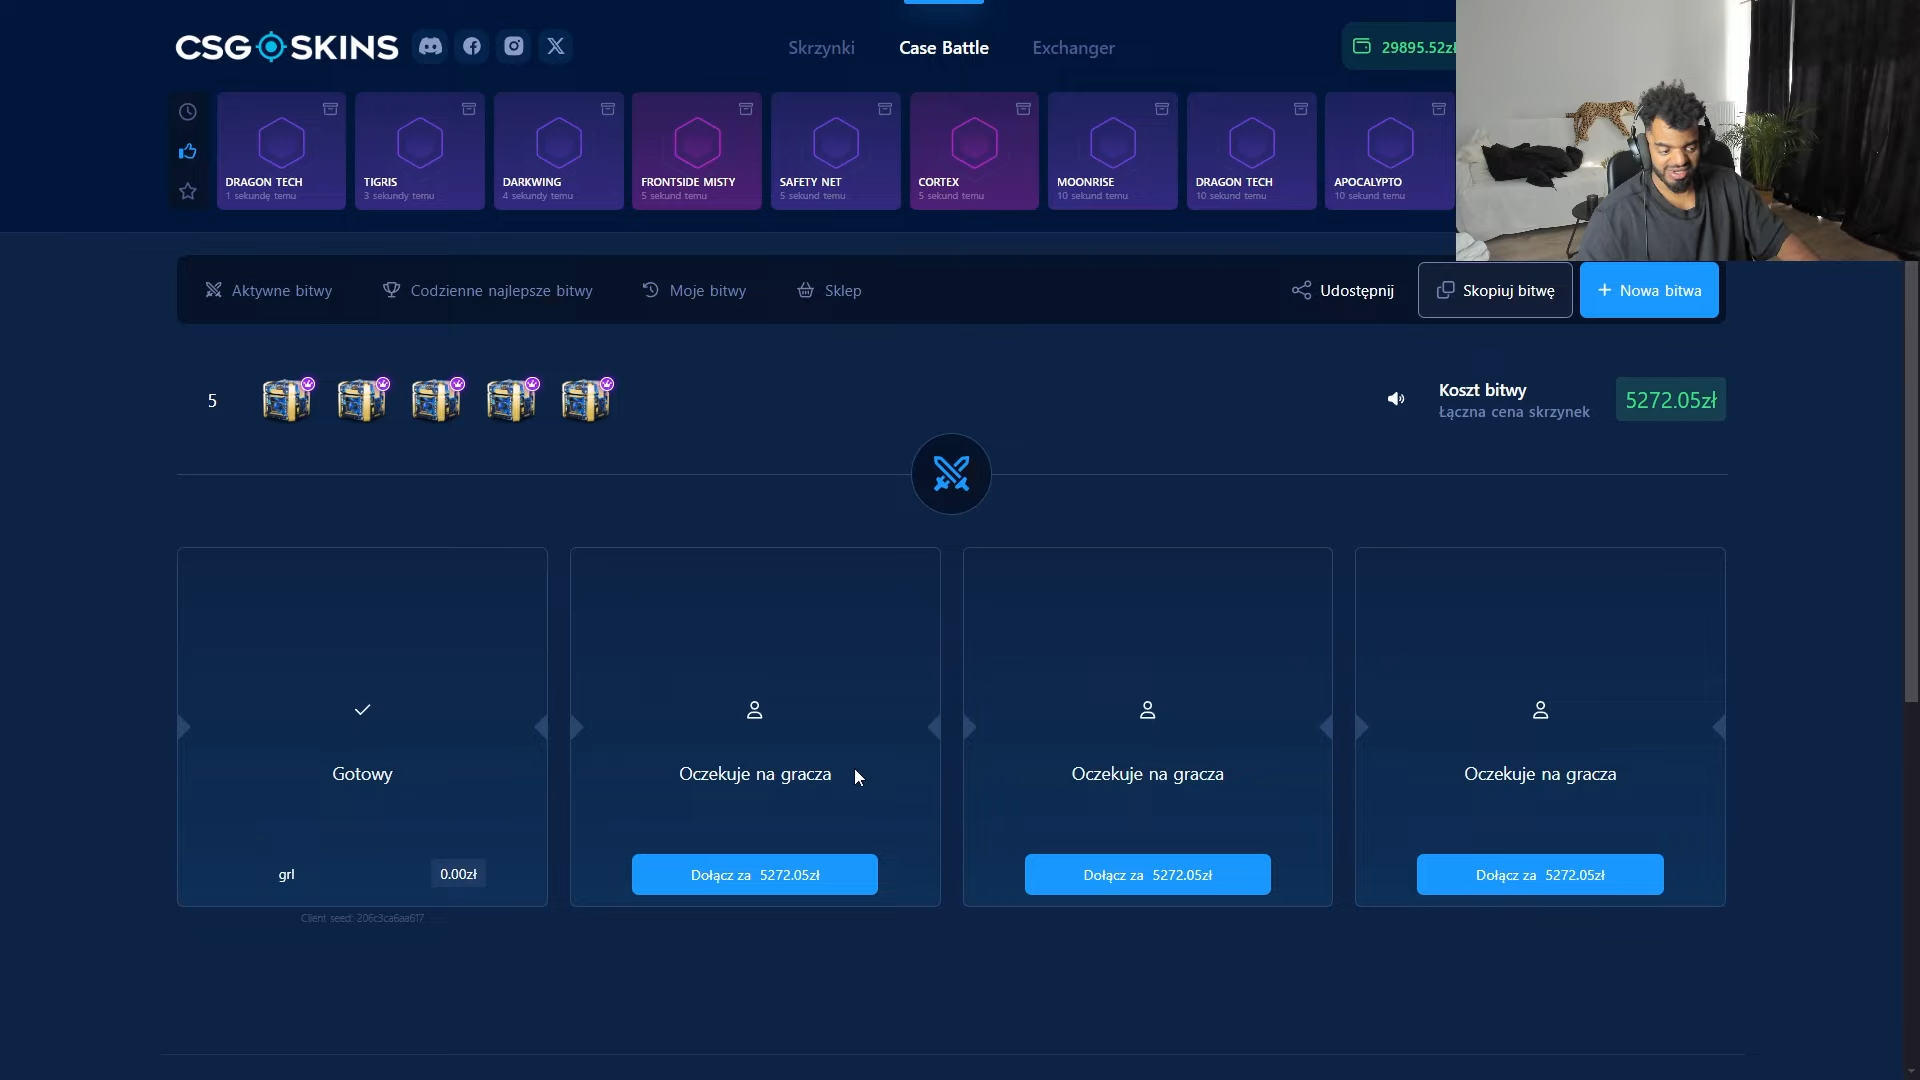 CSGOSKINS
Skrzynki
Case Battle
Exchanger
29895.52zł
DRAGON TECH
1 sekundę temu
TIGRIS
3 sekundy temu
DARKWING
4 sekundy temu
FRONTSIDE MISTY
5 sekund temu
SAFETY NET
5 sekund temu
CORTEX
5 sekund temu
MOONRISE
10 sekund temu
DRAGON TECH
10 sekund temu
APOCALYPTO
10 sekund temu
Aktywne bitwy
Codzienne najlepsze bitwy
Moje bitwy
Sklep
Udostępnij
Skopiuj bitwę
+ Nowa bitwa
5
Koszt bitwy
Łączna cena skrzynek
5272.05zł
Gotowy
grl
0.00zł
Client seed: 206c3ca6aa617
Oczekuje na gracza
Dołącz za 5272.05zł
Oczekuje na gracza
Dołącz za 5272.05zł
Oczekuje na gracza
Dołącz za 5272.05zł